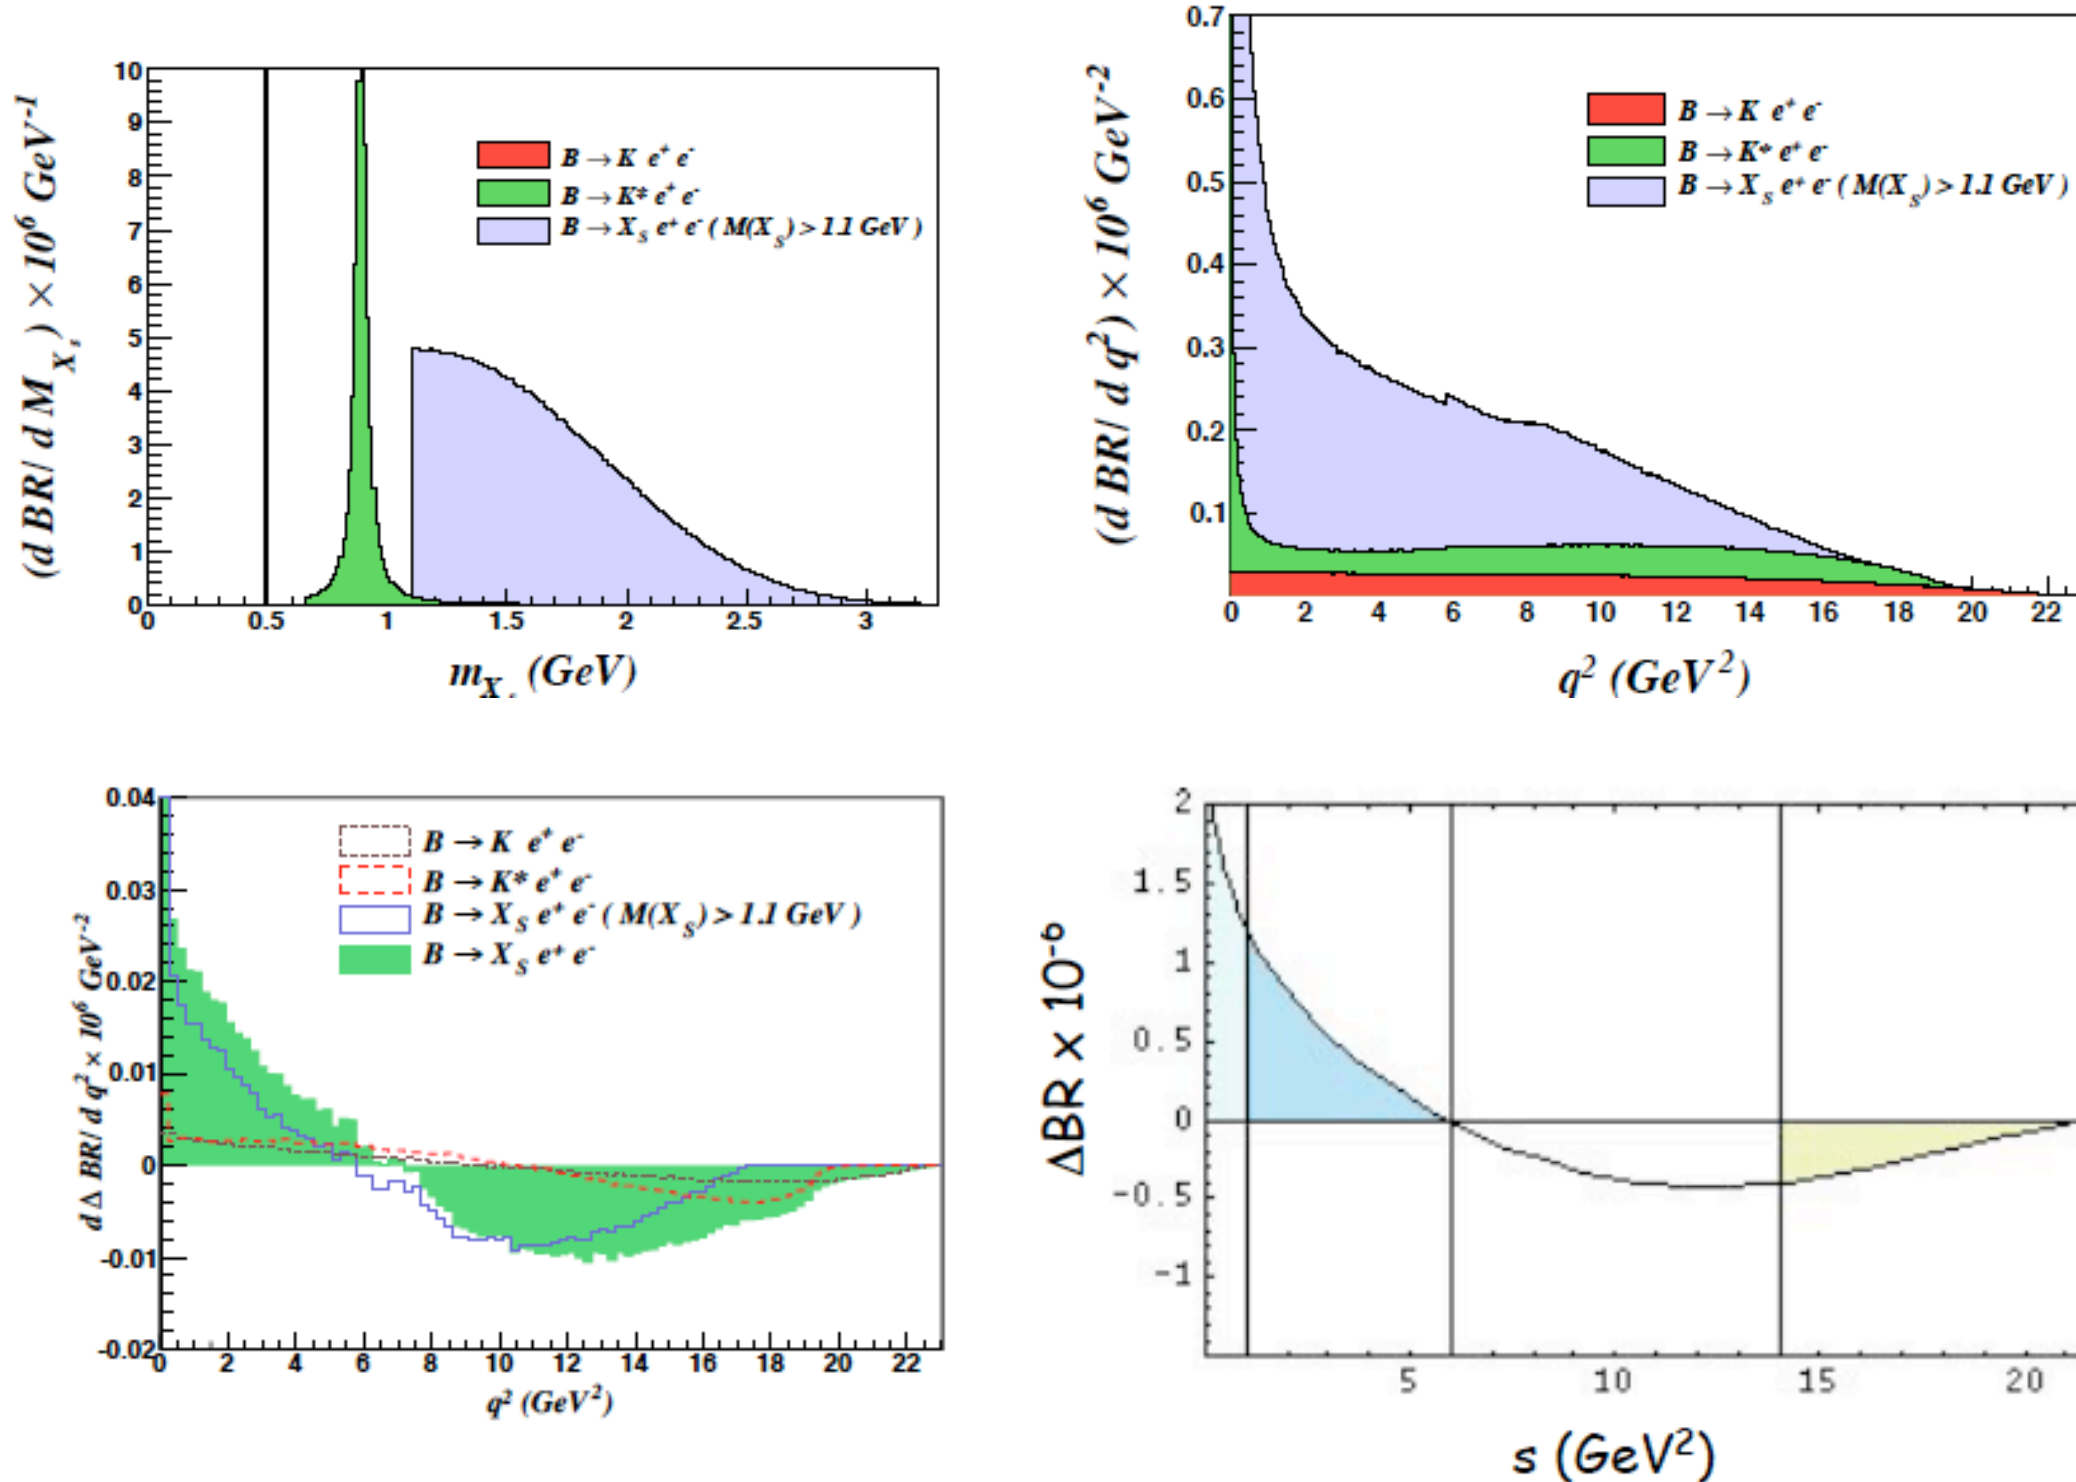 (d BR/ d M_{X_s}) × 10^6 GeV^-1
10
9
8
7
6
5
4
3
2
1
0
B → K e^+ e^-
B → K* e^+ e^-
B → X_S e^+ e^- ( M(X_S) > 1.1 GeV )
0 0.5 1 1.5 2 2.5 3
m_X (GeV)
(d BR/ d q^2) × 10^6 GeV^-2
0.7
0.6
0.5
0.4
0.3
0.2
0.1
B → K e^+ e^-
B → K* e^+ e^-
B → X_S e^+ e^- ( M(X_S) > 1.1 GeV )
0 2 4 6 8 10 12 14 16 18 20 22
q^2 (GeV^2)
d Δ BR/ d q^2 × 10^6 GeV^-2
0.04
0.03
0.02
0.01
0
-0.01
-0.02
B → K e^+ e^-
B → K* e^+ e^-
B → X_S e^+ e^- ( M(X_S) > 1.1 GeV )
B → X_S e^+ e^-
0 2 4 6 8 10 12 14 16 18 20 22
q^2 (GeV^2)
ΔBR × 10^-6
2
1.5
1
0.5
0
-0.5
-1
5 10 15 20
s (GeV^2)